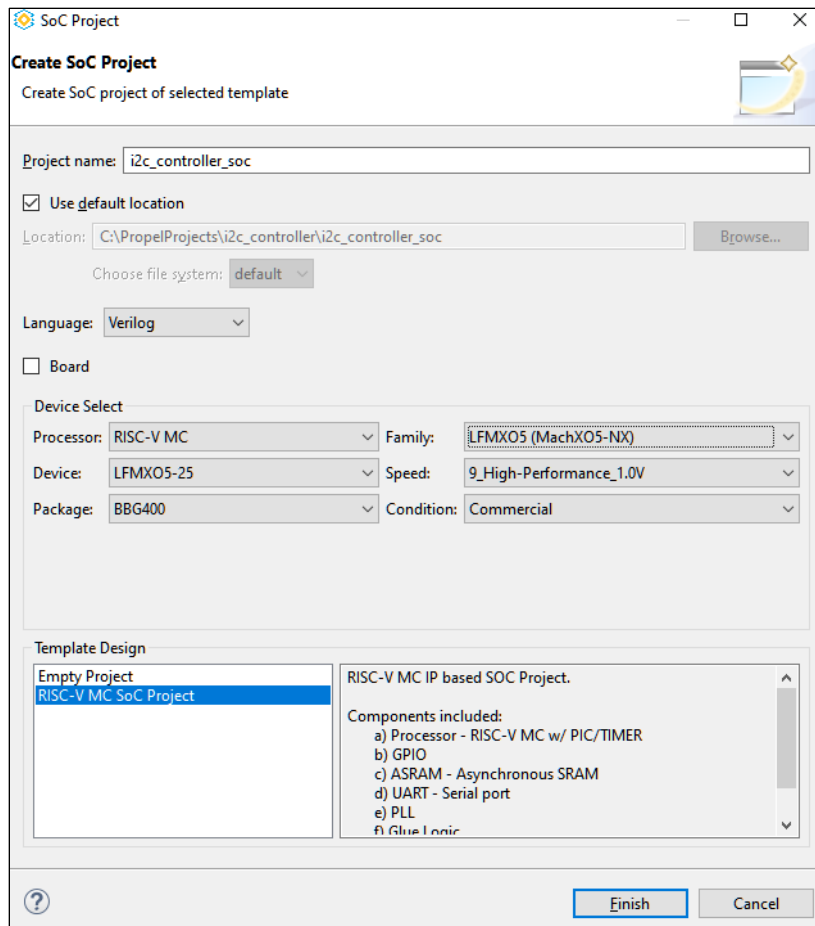 SoC Project
Create SoC Project
Create SoC project of selected template
Project name: i2c_controller_soc
Use default location
Location: C:\PropelProjects\i2c_controller\i2c_controller_soc Browse...
Choose file system: default
Language: Verilog
Board
Device Select
Processor: RISC-V MC Family: LFMXO5 (MachXO5-NX)
Device: LFMXO5-25 Speed: 9_High-Performance_1.0V
Package: BBG400 Condition: Commercial
Template Design
Empty Project
RISC-V MC SoC Project
RISC-V MC IP based SOC Project.
Components included:
a) Processor - RISC-V MC w/ PIC/TIMER
b) GPIO
c) ASRAM - Asynchronous SRAM
d) UART - Serial port
e) PLL
f) Glue Logic
? Finish Cancel